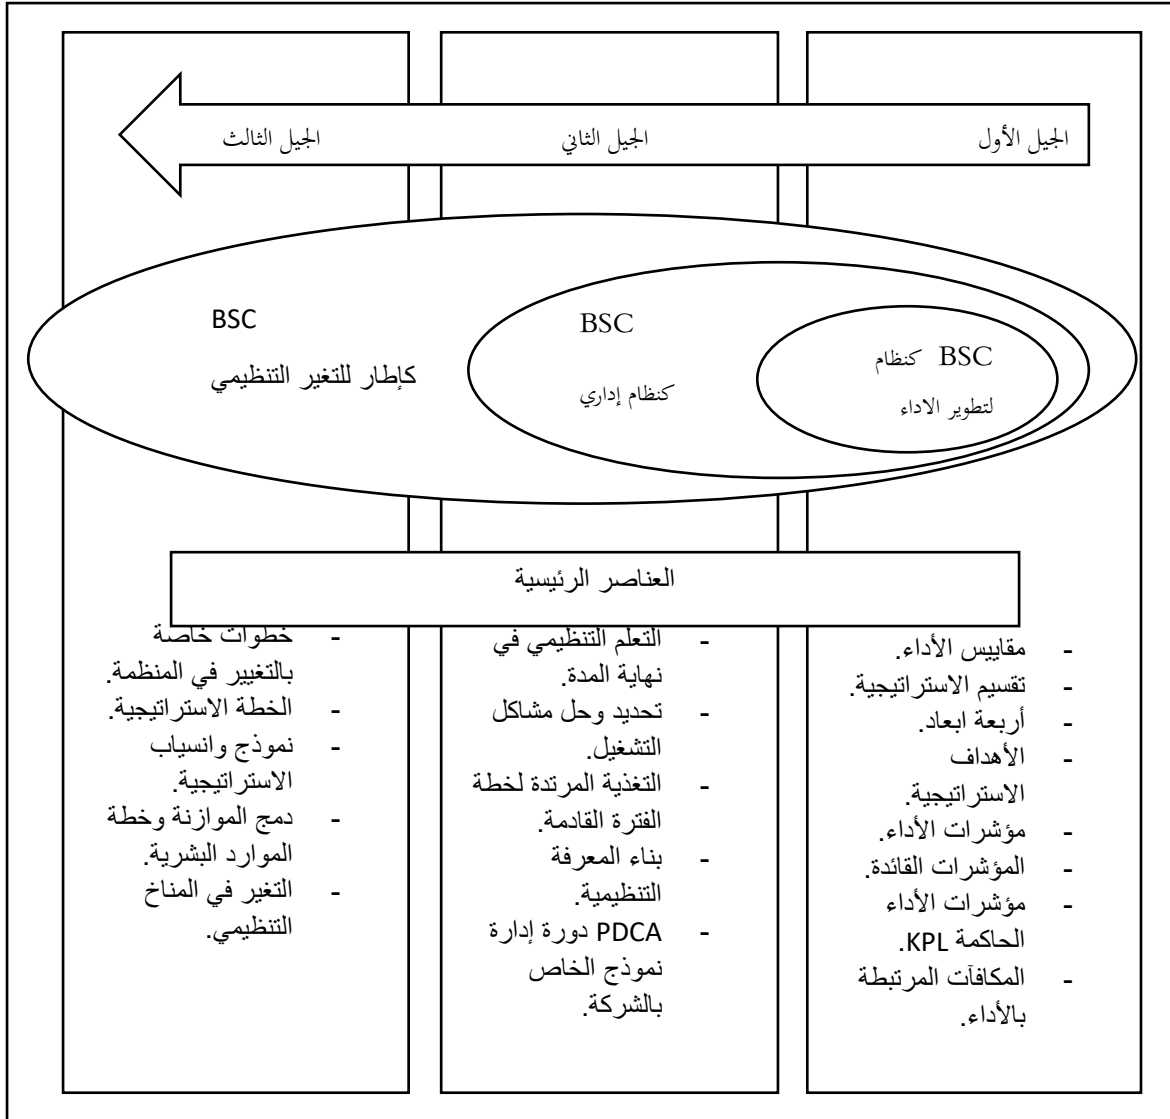 الجيل الأول
الجيل الثاني
الجيل الثالث
BSC كنظام
لتطوير الاداء
BSC
كنظام إداري
BSC
كإطار للتغير التنظيمي
العناصر الرئيسية
- مقاييس الأداء.
- تقسيم الاستراتيجية.
- أربعة ابعاد.
- الأهداف
الاستراتيجية.
- مؤشرات الأداء.
- المؤشرات القائدة.
- مؤشرات الأداء
الحاكمة KPL.
- المكافآت المرتبطة
بالأداء.
- التعلم التنظيمي في
نهاية المدة.
- تحديد وحل مشاكل
التشغيل.
- التغذية المرتدة لخطة
الفترة القادمة.
- بناء المعرفة
التنظيمية.
- PDCA دورة إدارة
نموذج الخاص
بالشركة.
- خطوات خاصة
بالتغيير في المنظمة.
- الخطة الاستراتيجية.
- نموذج وانسياب
الاستراتيجية.
- دمج الموازنة وخطة
الموارد البشرية.
- التغير في المناخ
التنظيمي.